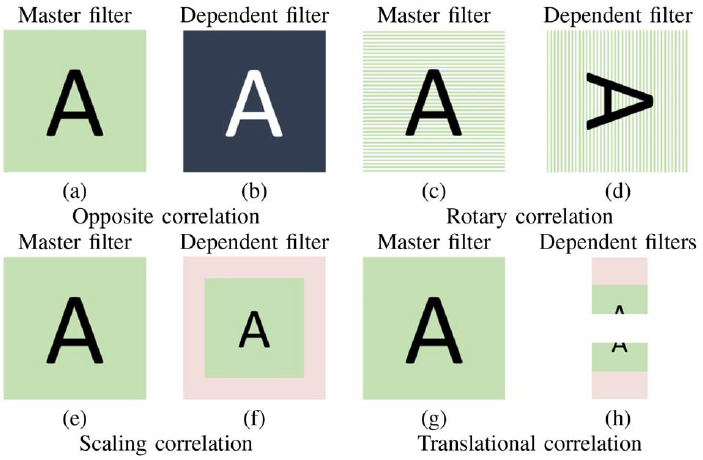 Master filter Dependent filter Master filter Dependent filter
A A A A
(a) (b) (c) (d)
Opposite correlation Rotary correlation
Master filter Dependent filter Master filter Dependent filters
A A A A
A
(e) (f) (g) (h)
Scaling correlation Translational correlation